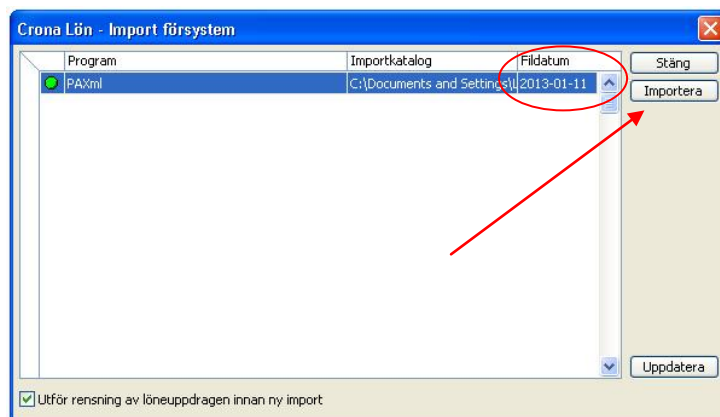 Crona Lön - Import försystem
Program Importkatalog Fildatum
PAXml C:\Documents and Settings\L 2013-01-11
Stäng
Importera
Uppdatera
Utför rensning av löneuppdragen innan ny import